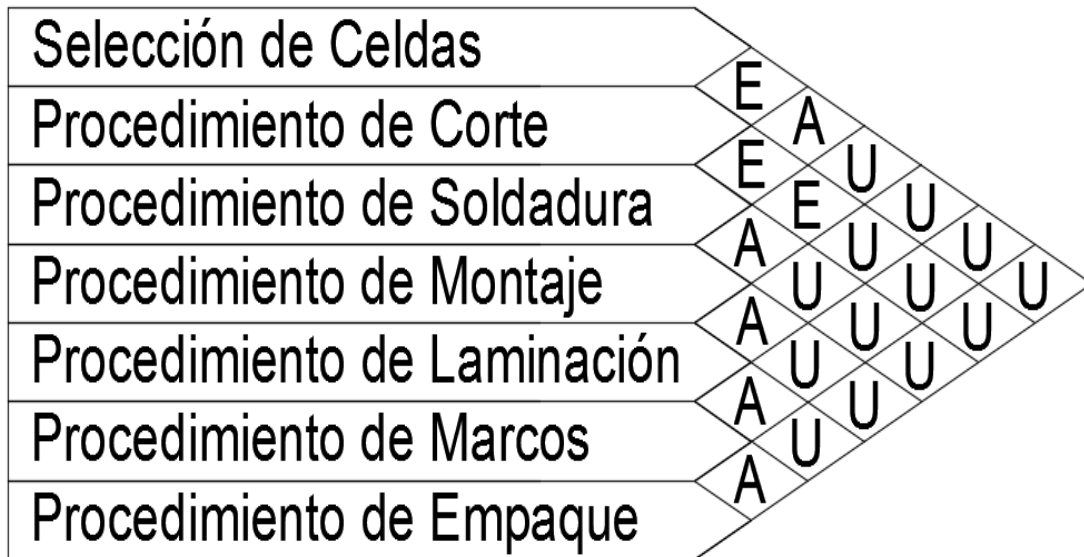 Selección de Celdas
E
Procedimiento de Corte A
E U
Procedimiento de Soldadura E U
A U U
Procedimiento de Montaje U U U
A U U
Procedimiento de Laminación U U
A U
Procedimiento de Marcos U
A
Procedimiento de Empaque